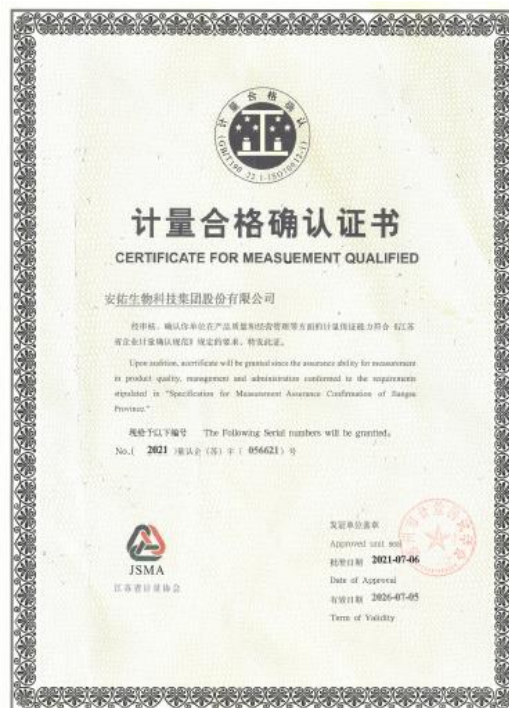 计量合格确认
(GB/T190 22.1-ISO10012-1)
计量合格确认证书
CERTIFICATE FOR MEASUEMENT QUALIFIED
安佑生物科技集团股份有限公司
经审核，确认你单位在产品质量和经营管理等方面的计量保证能力符合《江苏
省企业计量确认规范》规定的要求。特发此证。
Upon audition, acertificate will be granted since the assurance ability for measurement
in product quality, management and administration conformed to the requirements
stipulated in "Specification for Measurement Assurance Confirmation of Jiangsu
Province."
现给予以下编号 The Following Serial numbers will be grantted。
No.( 2021 )量认企（苏）字（ 056621）号
JSMA
江苏省计量协会
发证单位盖章
Approved unit seal
批管日期 2021-07-06
Date of Approval
有效日期 2026-07-05
Term of Validity